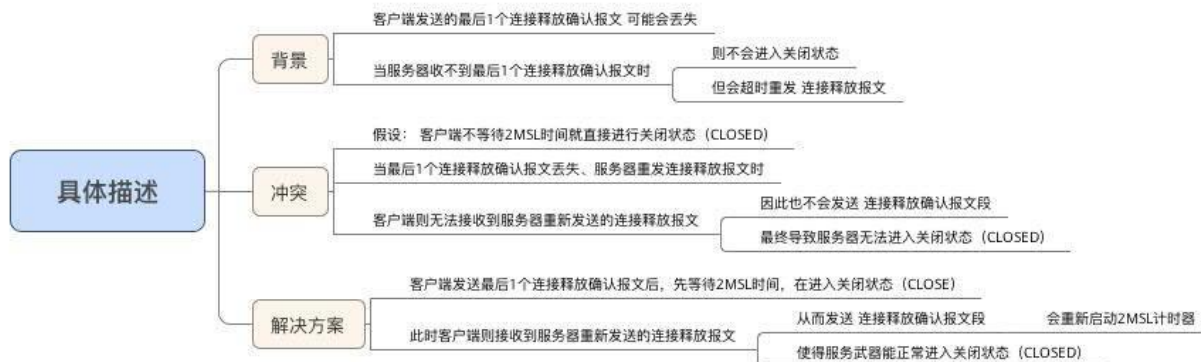 具体描述
背景
客户端发送的最后1个连接释放确认报文 可能会丢失
当服务器收不到最后1个连接释放确认报文时
则不会进入关闭状态
但会超时重发 连接释放报文
冲突
假设： 客户端不等待2MSL时间就直接进行关闭状态（CLOSED）
当最后1个连接释放确认报文丢失、服务器重发连接释放报文时
客户端则无法接收到服务器重新发送的连接释放报文
因此也不会发送 连接释放确认报文段
最终导致服务器无法进入关闭状态（CLOSED）
解决方案
客户端发送最后1个连接释放确认报文后，先等待2MSL时间，在进入关闭状态（CLOSE）
此时客户端则接收到服务器重新发送的连接释放报文
从而发送 连接释放确认报文段
会重新启动2MSL计时器
使得服务武器能正常进入关闭状态（CLOSED）